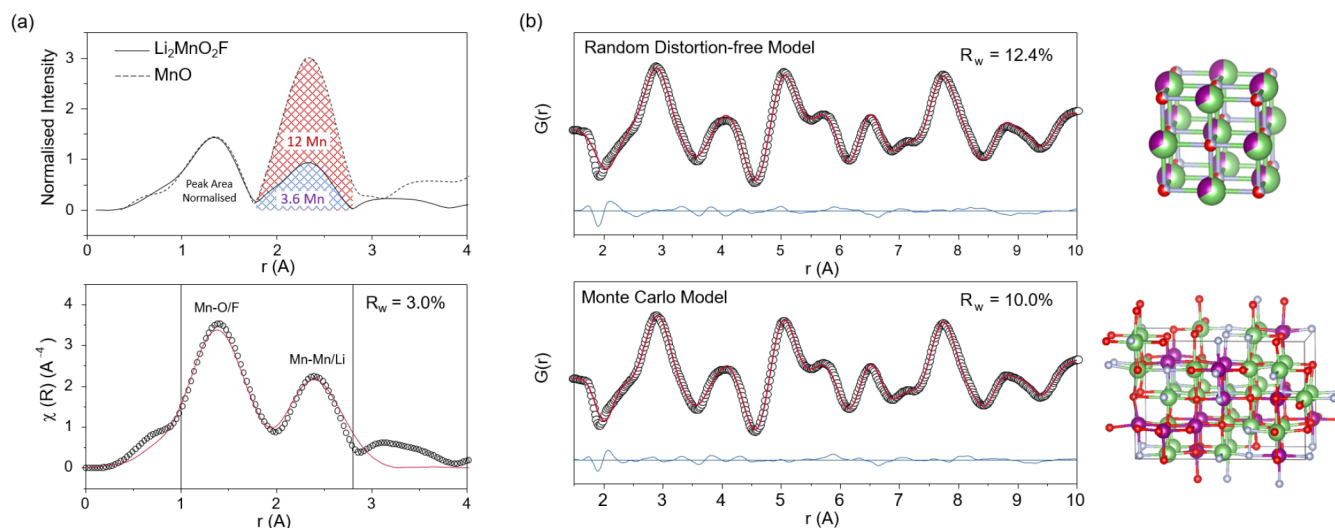 (a)
Li₂MnO₂F
MnO
Normalised Intensity
3
2
1
0
12 Mn
3.6 Mn
Peak Area
Normalised
0 1 2 3 4
r (A)
4
3
2
1
0
χ (R) (A⁻⁴)
Mn-O/F
Mn-Mn/Li
R_w = 3.0%
0 1 2 3 4
r (A)
(b)
Random Distortion-free Model
R_w = 12.4%
G(r)
2 3 4 5 6 7 8 9 10
r (A)
Monte Carlo Model
R_w = 10.0%
G(r)
2 3 4 5 6 7 8 9 10
r (A)